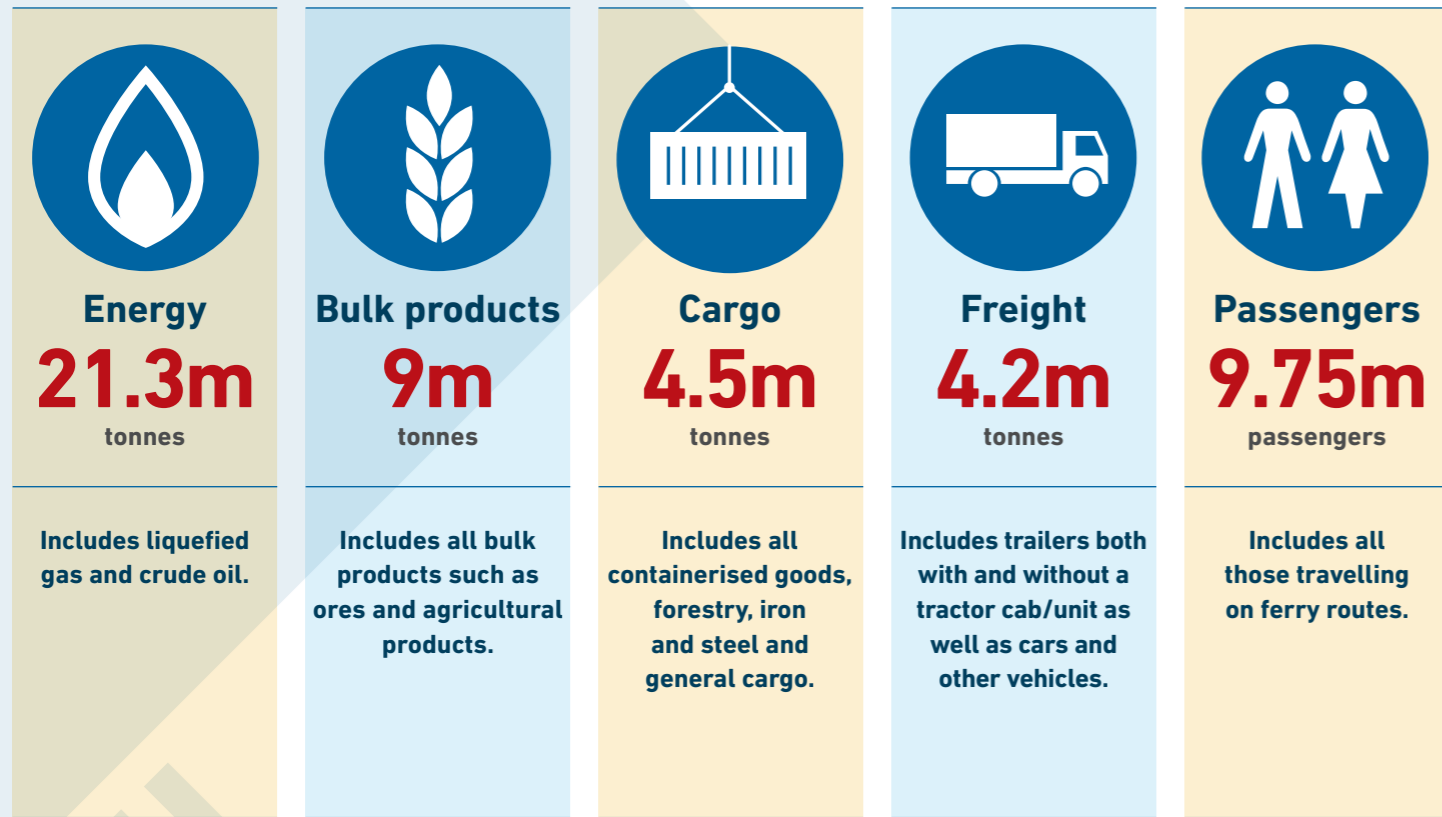 Energy
21.3m
tonnes
Includes liquefied
gas and crude oil.
Bulk products
9m
tonnes
Includes all bulk
products such as
ores and agricultural
products.
Cargo
4.5m
tonnes
Includes all
containerised goods,
forestry, iron
and steel and
general cargo.
Freight
4.2m
tonnes
Includes trailers both
with and without a
tractor cab/unit as
well as cars and
other vehicles.
Passengers
9.75m
passengers
Includes all
those travelling
on ferry routes.